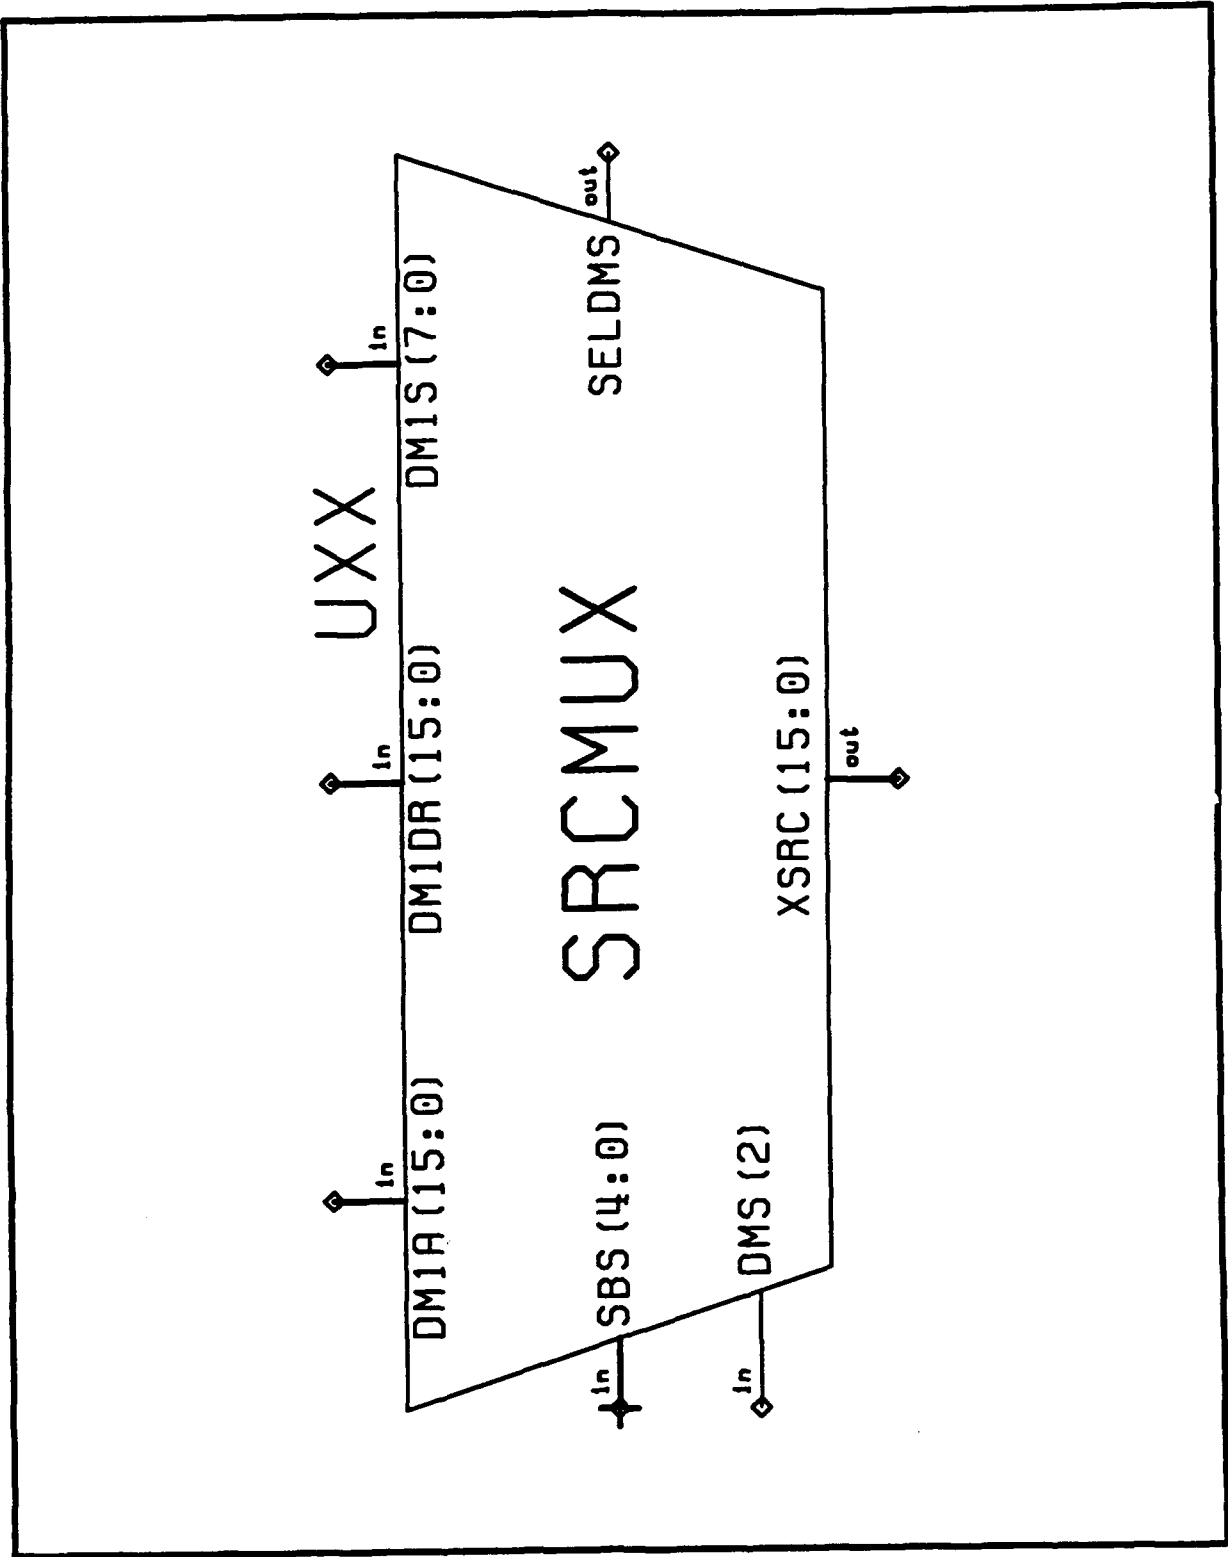 UXX
in
in
in
DM1A(15:0)
DM1DR(15:0)
DM1S(7:0)
in
SBS(4:0)
SRCMUX
SELDMS
out
in
DMS(2)
XSRC(15:0)
out